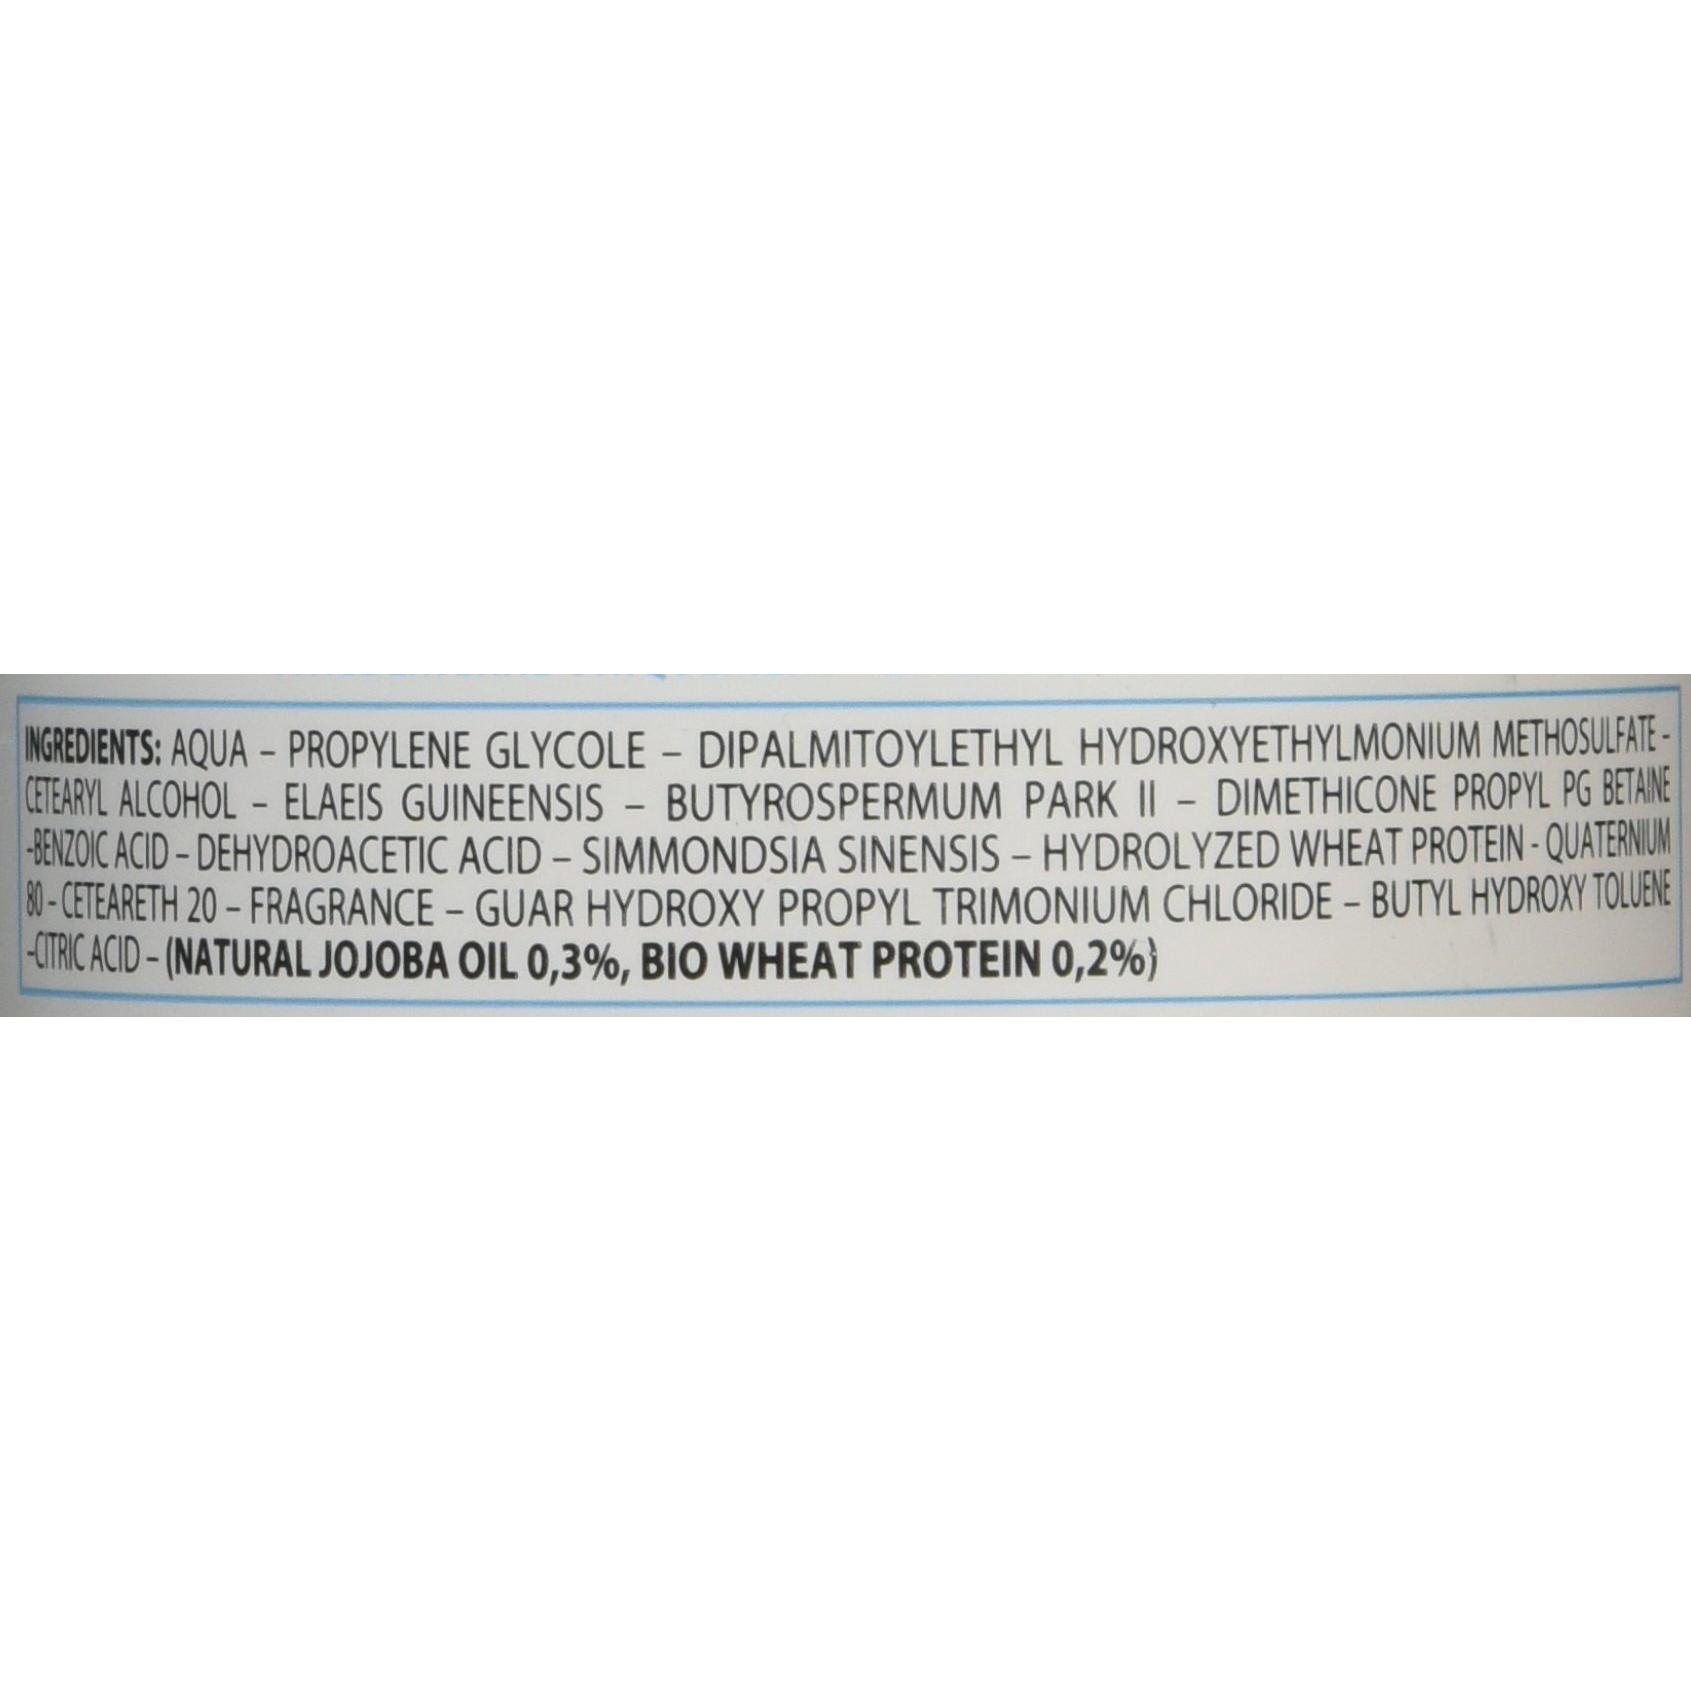 INGREDIENTS: AQUA – PROPYLENE GLYCOLE – DIPALMITOYLETHYL HYDROXYETHYLMONIUM METHOSULFATE -
CETEARYL ALCOHOL – ELAEIS GUINEENSIS – BUTYROSPERMUM PARK II – DIMETHICONE PROPYL PG BETAINE
-BENZOIC ACID – DEHYDROACETIC ACID – SIMMONDSIA SINENSIS – HYDROLYZED WHEAT PROTEIN - QUATERNIUM
80 - CETEARETH 20 – FRAGRANCE – GUAR HYDROXY PROPYL TRIMONIUM CHLORIDE – BUTYL HYDROXY TOLUENE
-CITRIC ACID – (NATURAL JOJOBA OIL 0,3%, BIO WHEAT PROTEIN 0,2%)